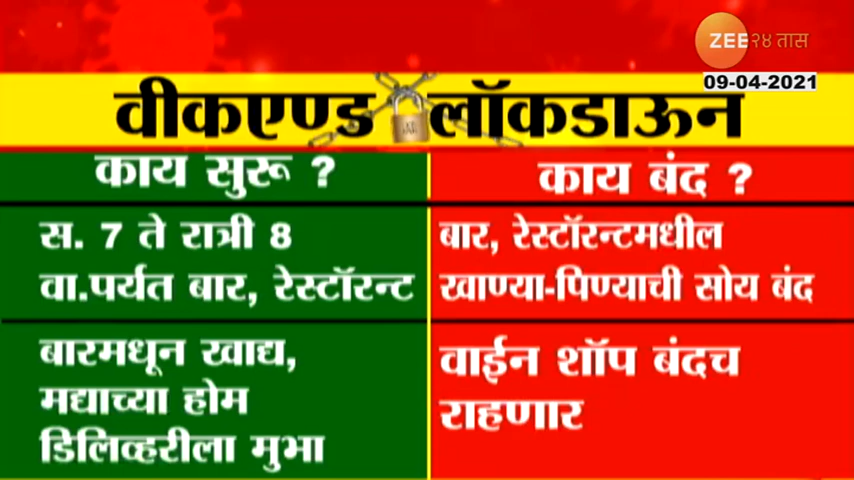 ZEE २४ तास
09-04-2021
वीकएण्ड लॉकडाऊन
काय सुरू ?
काय बंद ?
स. 7 ते रात्री 8
वा.पर्यंत बार, रेस्टॉरन्ट
बार, रेस्टॉरन्टमधील
खाण्या-पिण्याची सोय बंद
बारमधून खाद्य,
मद्याच्या होम
डिलिव्हरीला मुभा
वाईन शॉप बंदच
राहणार